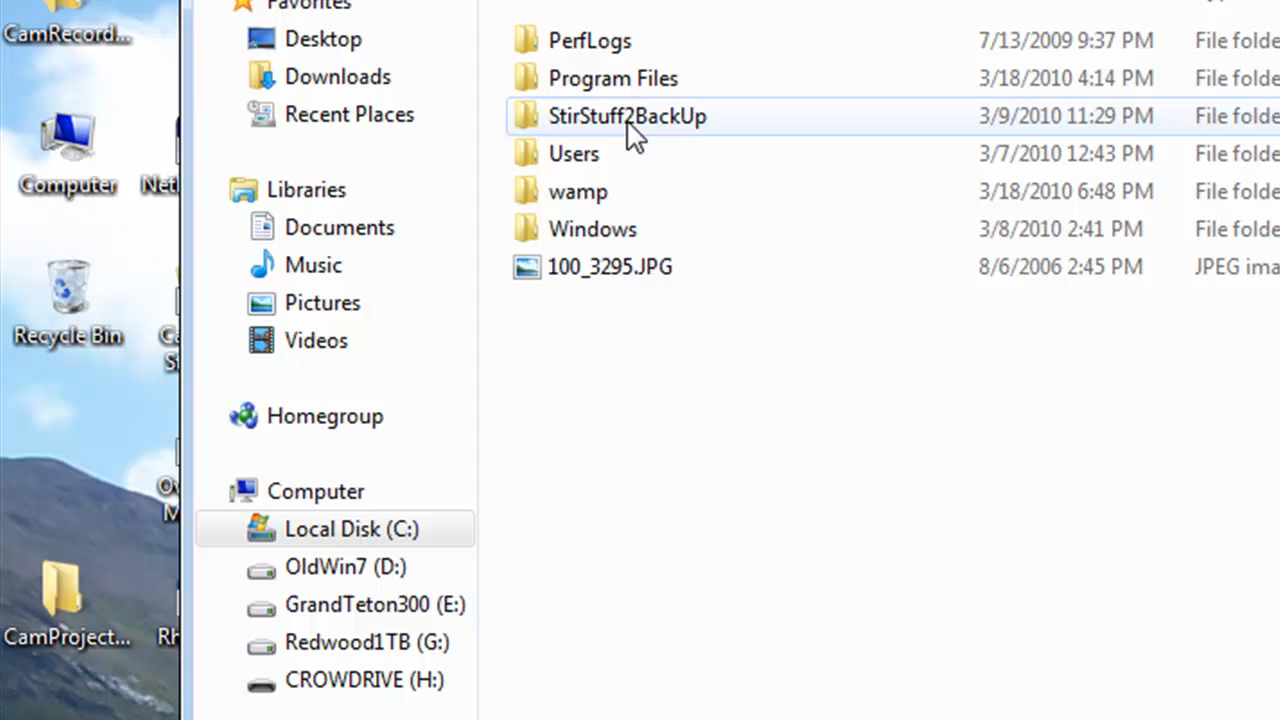 CamRecord...
Computer
Net
Recycle Bin
CamProject...
Rh
Favorites
Desktop
Downloads
Recent Places
Libraries
Documents
Music
Pictures
Videos
Homegroup
Computer
Local Disk (C:)
OldWin7 (D:)
GrandTeton300 (E:)
Redwood1TB (G:)
CROWDRIVE (H:)
PerfLogs 7/13/2009 9:37 PM File folde
Program Files 3/18/2010 4:14 PM File folde
StirStuff2BackUp 3/9/2010 11:29 PM File folde
Users 3/7/2010 12:43 PM File folde
wamp 3/18/2010 6:48 PM File folde
Windows 3/8/2010 2:41 PM File folde
100_3295.JPG 8/6/2006 2:45 PM JPEG ima